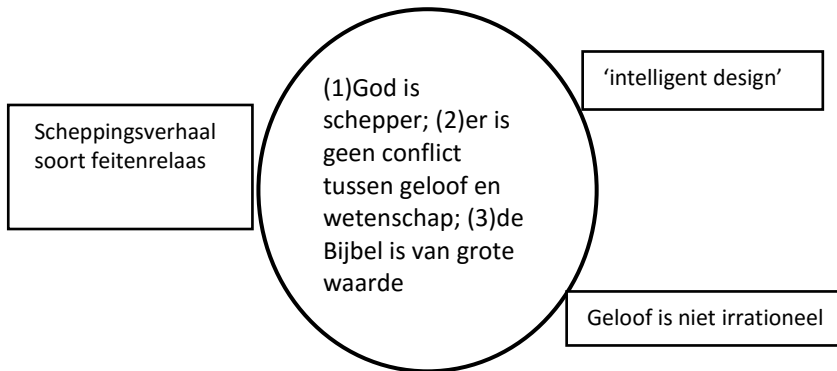 Scheppingsverhaal
soort feitenrelaas
(1)God is
schepper; (2)er is
geen conflict
tussen geloof en
wetenschap; (3)de
Bijbel is van grote
waarde
‘intelligent design’
Geloof is niet irrationeel